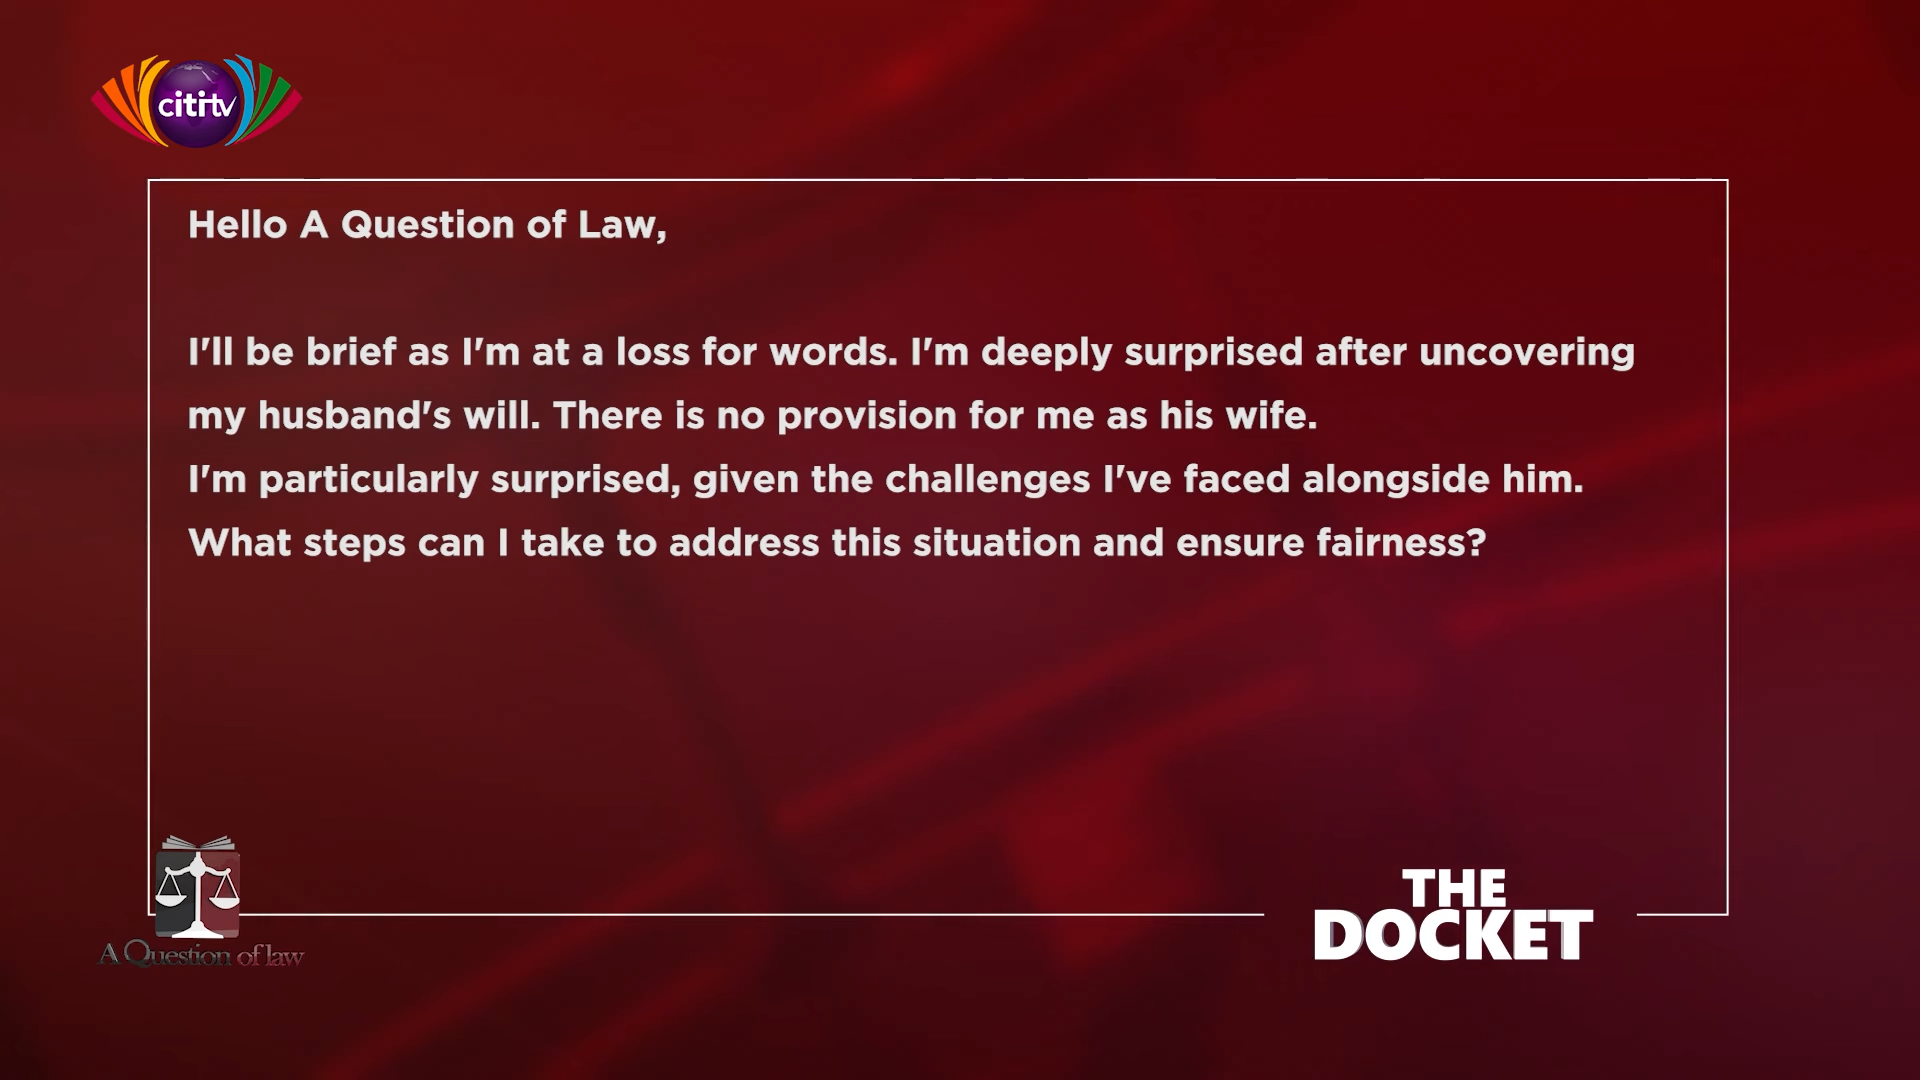 cititv
Hello A Question of Law,
I'll be brief as I'm at a loss for words. I'm deeply surprised after uncovering
my husband's will. There is no provision for me as his wife.
I'm particularly surprised, given the challenges I've faced alongside him.
What steps can I take to address this situation and ensure fairness?
A Question of law
THE
DOCKET